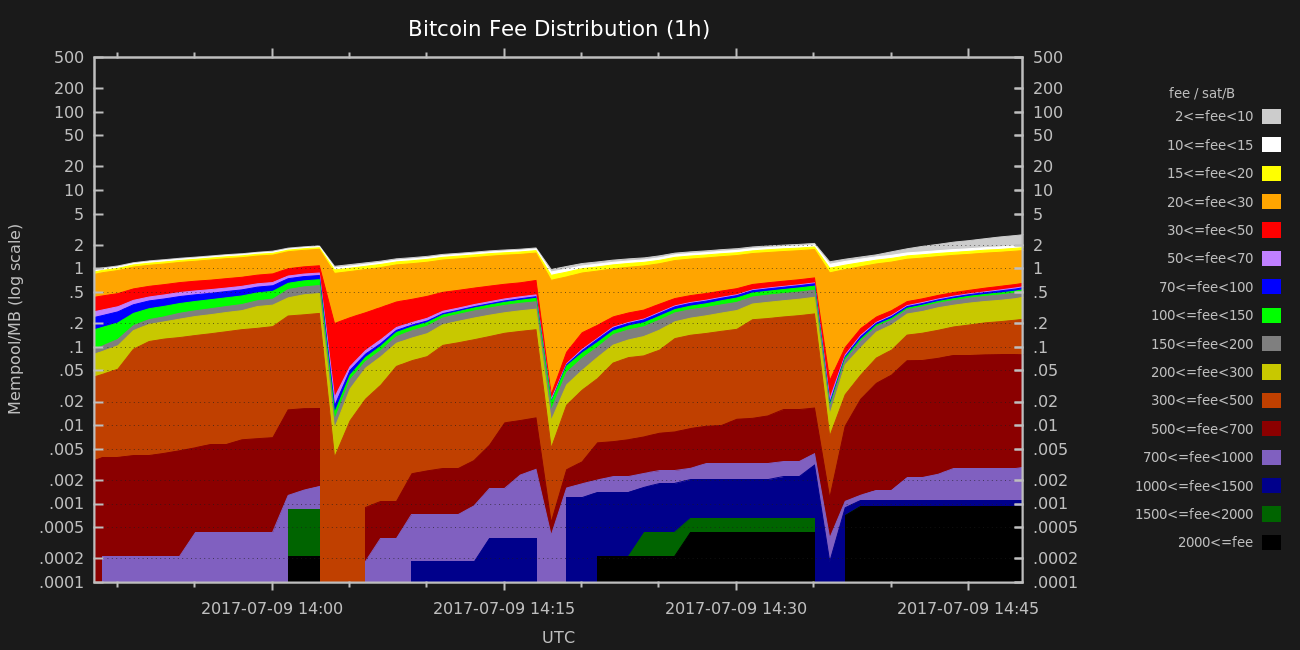 Bitcoin Fee Distribution (1h)
500 500
200 200
100 100
50 50
20 20
10 10
5 5
2 2
1 1
.5 .5
.2 .2
.1 .1
.05 .05
.02 .02
.01 .01
.005 .005
.002 .002
.001 .001
.0005 .0005
.0002 .0002
.0001 .0001
Mempool/MB (log scale)
2017-07-09 14:00 2017-07-09 14:15 2017-07-09 14:30 2017-07-09 14:45
UTC
fee / sat/B
2<=fee<10
10<=fee<15
15<=fee<20
20<=fee<30
30<=fee<50
50<=fee<70
70<=fee<100
100<=fee<150
150<=fee<200
200<=fee<300
300<=fee<500
500<=fee<700
700<=fee<1000
1000<=fee<1500
1500<=fee<2000
2000<=fee